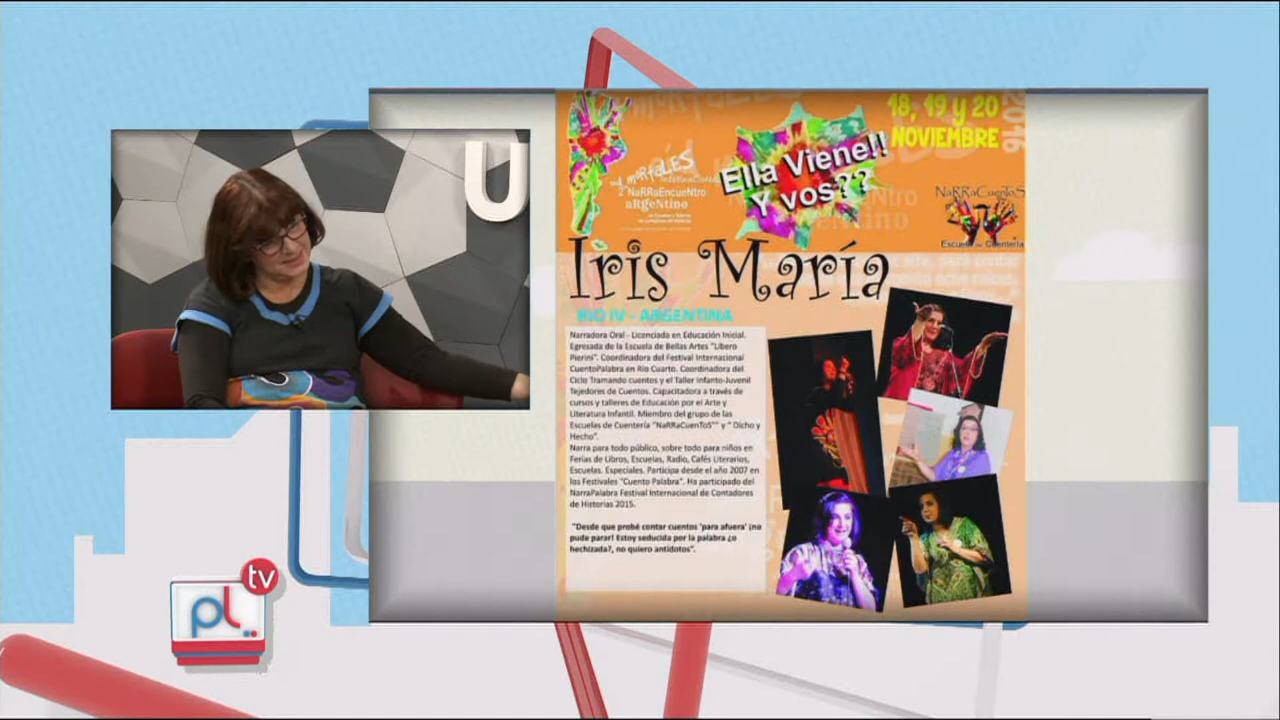 U
18, 19 y 20
NOVIEMBRE
2016
Ella Viene!!
Y vos??
2° NaRRaEncueNtro
aRgeNtino
NaRRaCuenToS
Escuela de Cuentería
Iris María
RIO IV - ARGENTINA
Narradora Oral - Licenciada en Educación Inicial.
Egresada de la Escuela de Bellas Artes "Libero
Pierini". Coordinadora del Festival Internacional
CuentoPalabra en Río Cuarto. Coordinadora del
Ciclo Tramando cuentos y el Taller Infanto-Juvenil
Tejedores de Cuentos. Capacitadora a través de
cursos y talleres de Educación por el Arte y
Literatura Infantil. Miembro del grupo de las
Escuelas de Cuentería "NaRRaCuenToS" y " Dicho y
Hecho".
Narra para todo público, sobre todo para niños en
Ferias de Libros, Escuelas, Radio, Cafés Literarios,
Escuelas. Especiales. Participa desde el año 2007 en
los Festivales "Cuento Palabra". Ha participado del
NarraPalabra Festival Internacional de Contadores
de Historias 2015.
"Desde que probé contar cuentos 'para afuera' ¡no
pude parar! Estoy seducida por la palabra ¿o
hechizada?, no quiero antídotos".
tv
pl..